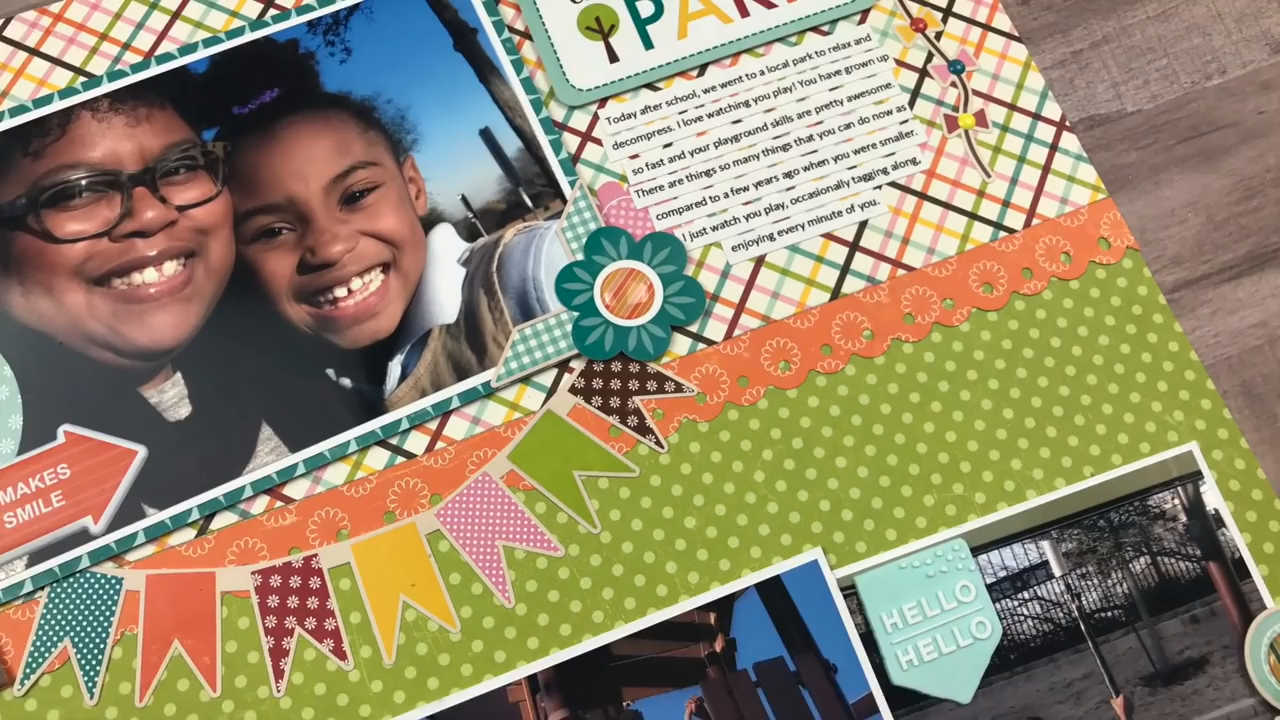 PARK
Today after school, we went to a local park to relax and
decompress. I love watching you play! You have grown up
so fast and your playground skills are pretty awesome.
There are things so many things that you can do now as
compared to a few years ago when you were smaller.
I just watch you play, occasionally tagging along,
enjoying every minute of you.
MAKES
SMILE
HELLO
HELLO